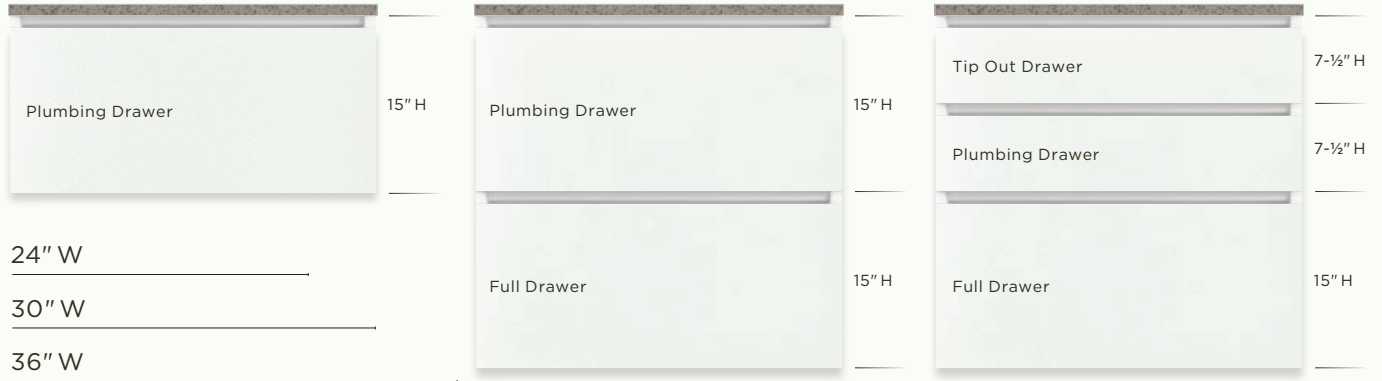 Plumbing Drawer
15" H
24" W
30" W
36" W
Plumbing Drawer
15" H
Full Drawer
15" H
Tip Out Drawer
7-½" H
Plumbing Drawer
7-½" H
Full Drawer
15" H